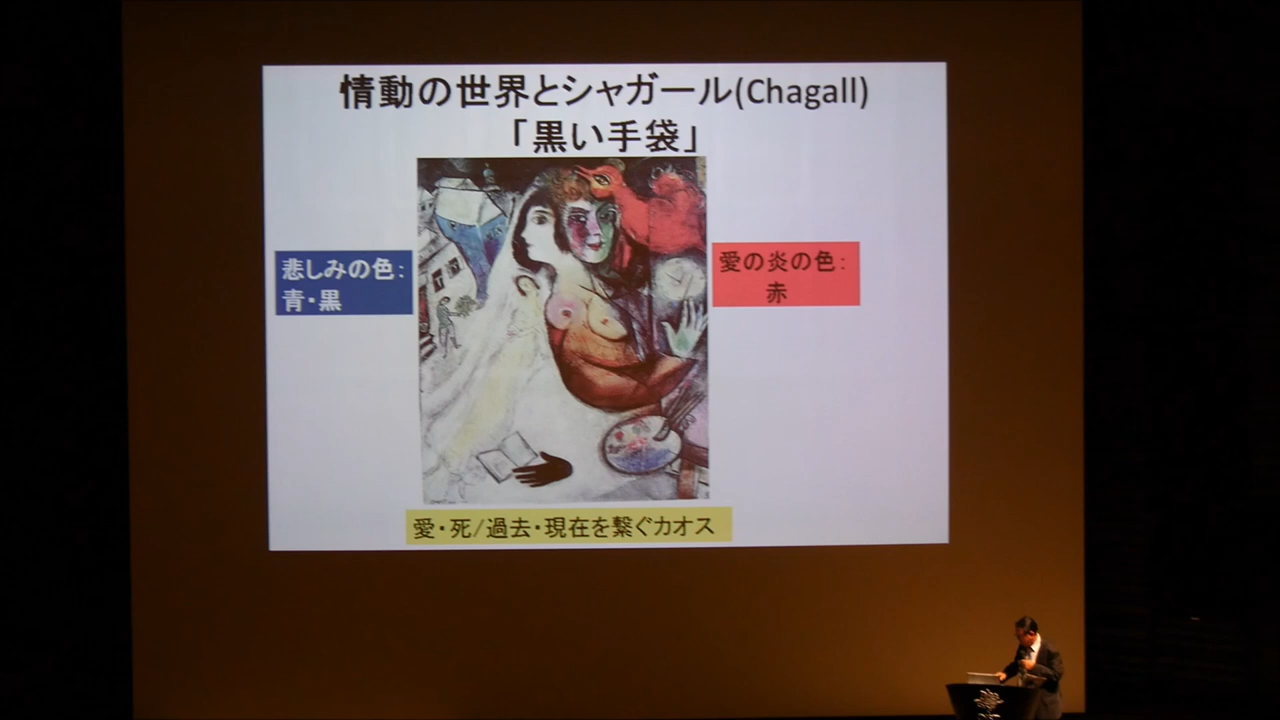 情動の世界とシャガール(Chagall)
「黒い手袋」
悲しみの色：
青・黒
愛の炎の色：
赤
愛・死/過去・現在を繋ぐカオス